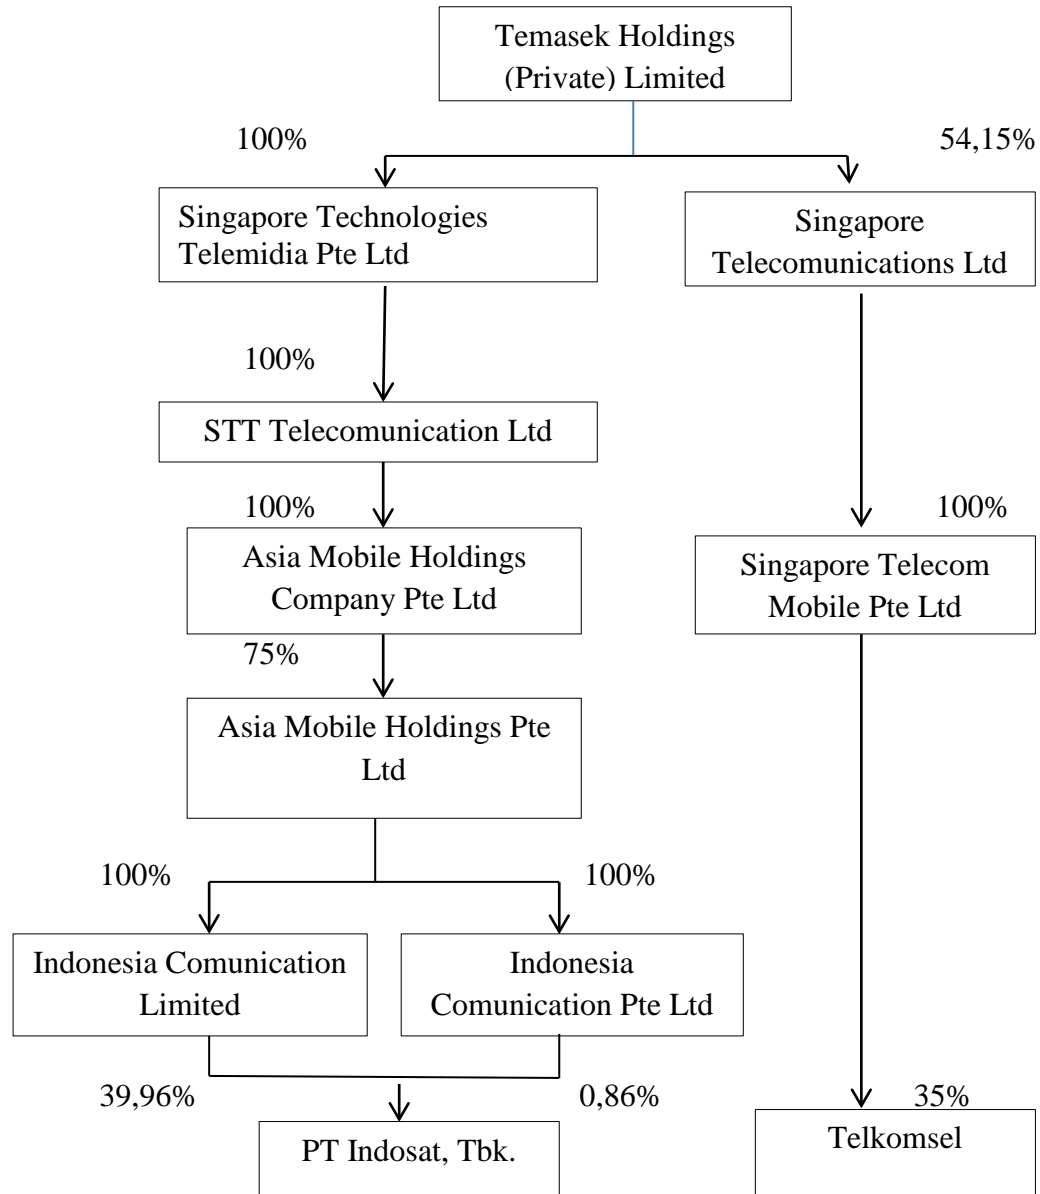 Temasek Holdings
(Private) Limited
100%
54,15%
Singapore Technologies
Telemidia Pte Ltd
Singapore
Telecomunications Ltd
100%
STT Telecomunication Ltd
100%
100%
Asia Mobile Holdings
Company Pte Ltd
Singapore Telecom
Mobile Pte Ltd
75%
Asia Mobile Holdings Pte
Ltd
100%
100%
Indonesia Comunication
Limited
Indonesia
Comunication Pte Ltd
39,96%
0,86%
35%
PT Indosat, Tbk.
Telkomsel